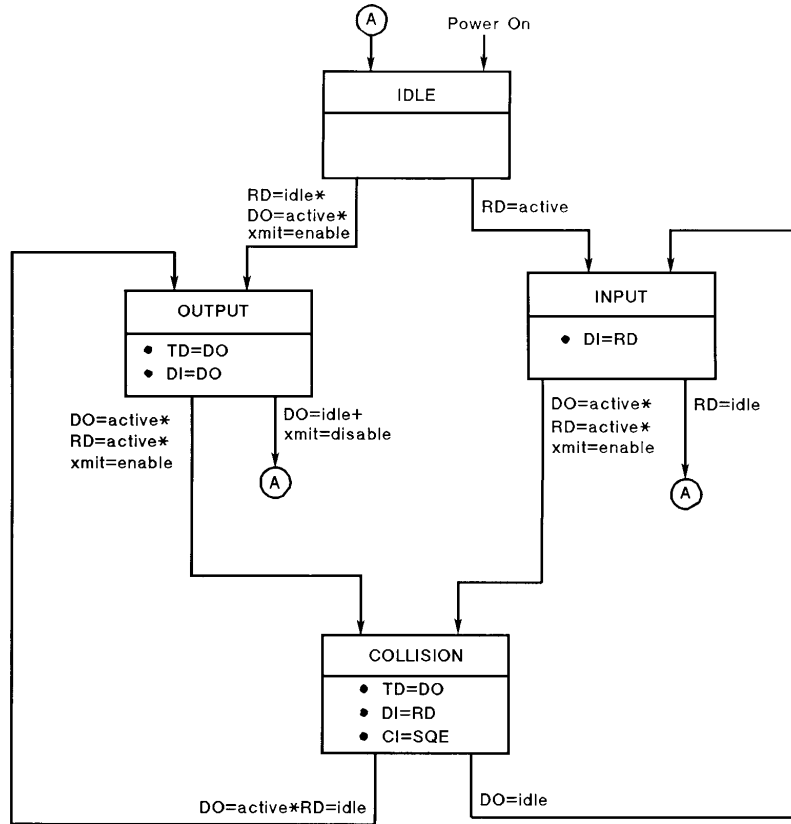 A
Power On
IDLE
RD=idle*
DO=active*
xmit=enable
RD=active
OUTPUT
• TD=DO
• DI=DO
INPUT
• DI=RD
DO=active*
RD=active*
xmit=enable
DO=idle+
xmit=disable
A
DO=active*
RD=active*
xmit=enable
RD=idle
A
COLLISION
• TD=DO
• DI=RD
• CI=SQE
DO=active*RD=idle
DO=idle